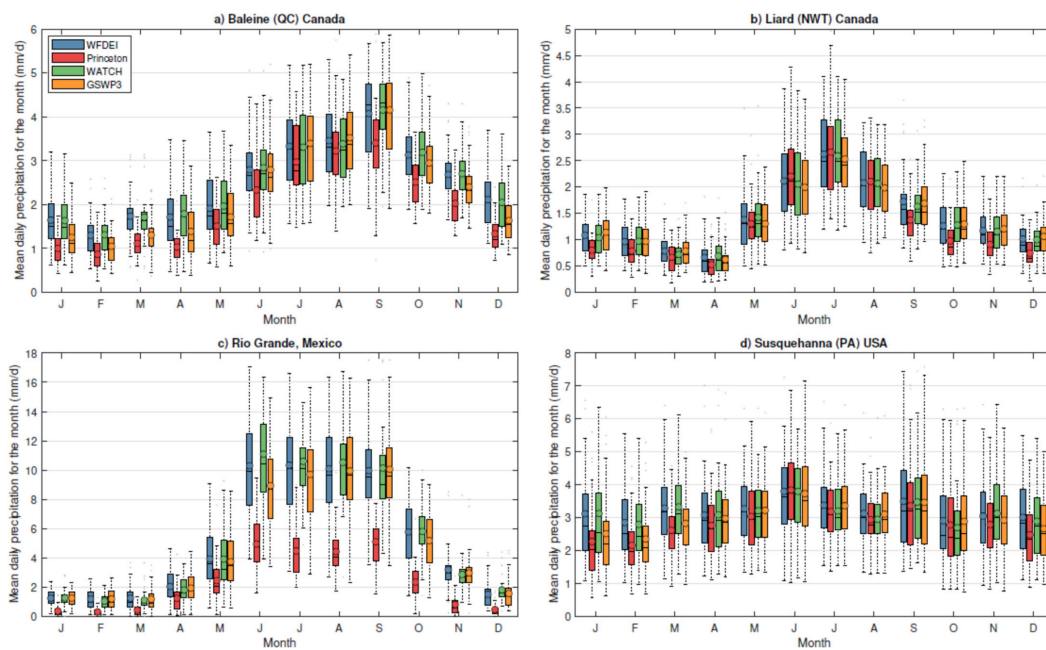 a) Baleine (QC) Canada
Mean daily precipitation for the month (mm/d)
6
5
4
3
2
1
0
WFDEI
Princeton
WATCH
GSWP3
J F M A M J J A S O N D
Month
b) Liard (NWT) Canada
Mean daily precipitation for the month (mm/d)
5
4.5
4
3.5
3
2.5
2
1.5
1
0.5
0
J F M A M J J A S O N D
Month
c) Rio Grande, Mexico
Mean daily precipitation for the month (mm/d)
18
16
14
12
10
8
6
4
2
0
J F M A M J J A S O N D
Month
d) Susquehanna (PA) USA
Mean daily precipitation for the month (mm/d)
8
7
6
5
4
3
2
1
0
J F M A M J J A S O N D
Month